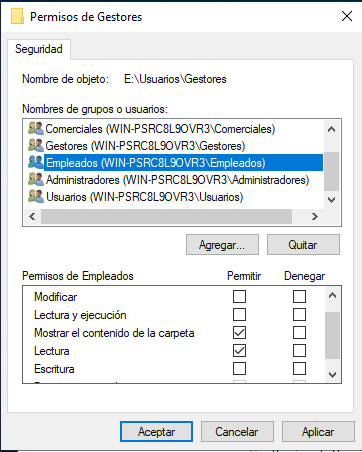 Permisos de Gestores
Seguridad
Nombre de objeto: E:\Usuarios\Gestores
Nombres de grupos o usuarios:
Comerciales (WIN-PSRC8L9OVR3\Comerciales)
Gestores (WIN-PSRC8L9OVR3\Gestores)
Empleados (WIN-PSRC8L9OVR3\Empleados)
Administradores (WIN-PSRC8L9OVR3\Administradores)
Usuarios (WIN-PSRC8L9OVR3\Usuarios)
Agregar... Quitar
Permisos de Empleados Permitir Denegar
Modificar
Lectura y ejecución
Mostrar el contenido de la carpeta
Lectura
Escritura
Aceptar Cancelar Aplicar